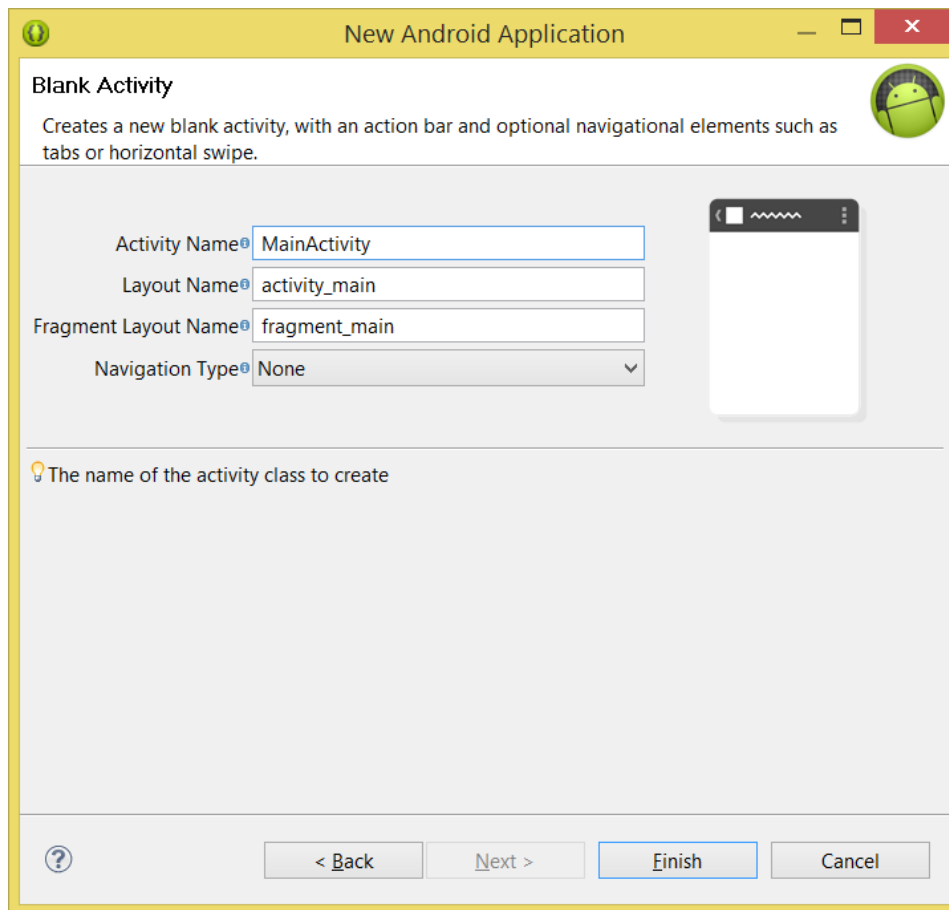 New Android Application
Blank Activity
Creates a new blank activity, with an action bar and optional navigational elements such as
tabs or horizontal swipe.
Activity Name MainActivity
Layout Name activity_main
Fragment Layout Name fragment_main
Navigation Type None
The name of the activity class to create
< Back Next > Finish Cancel